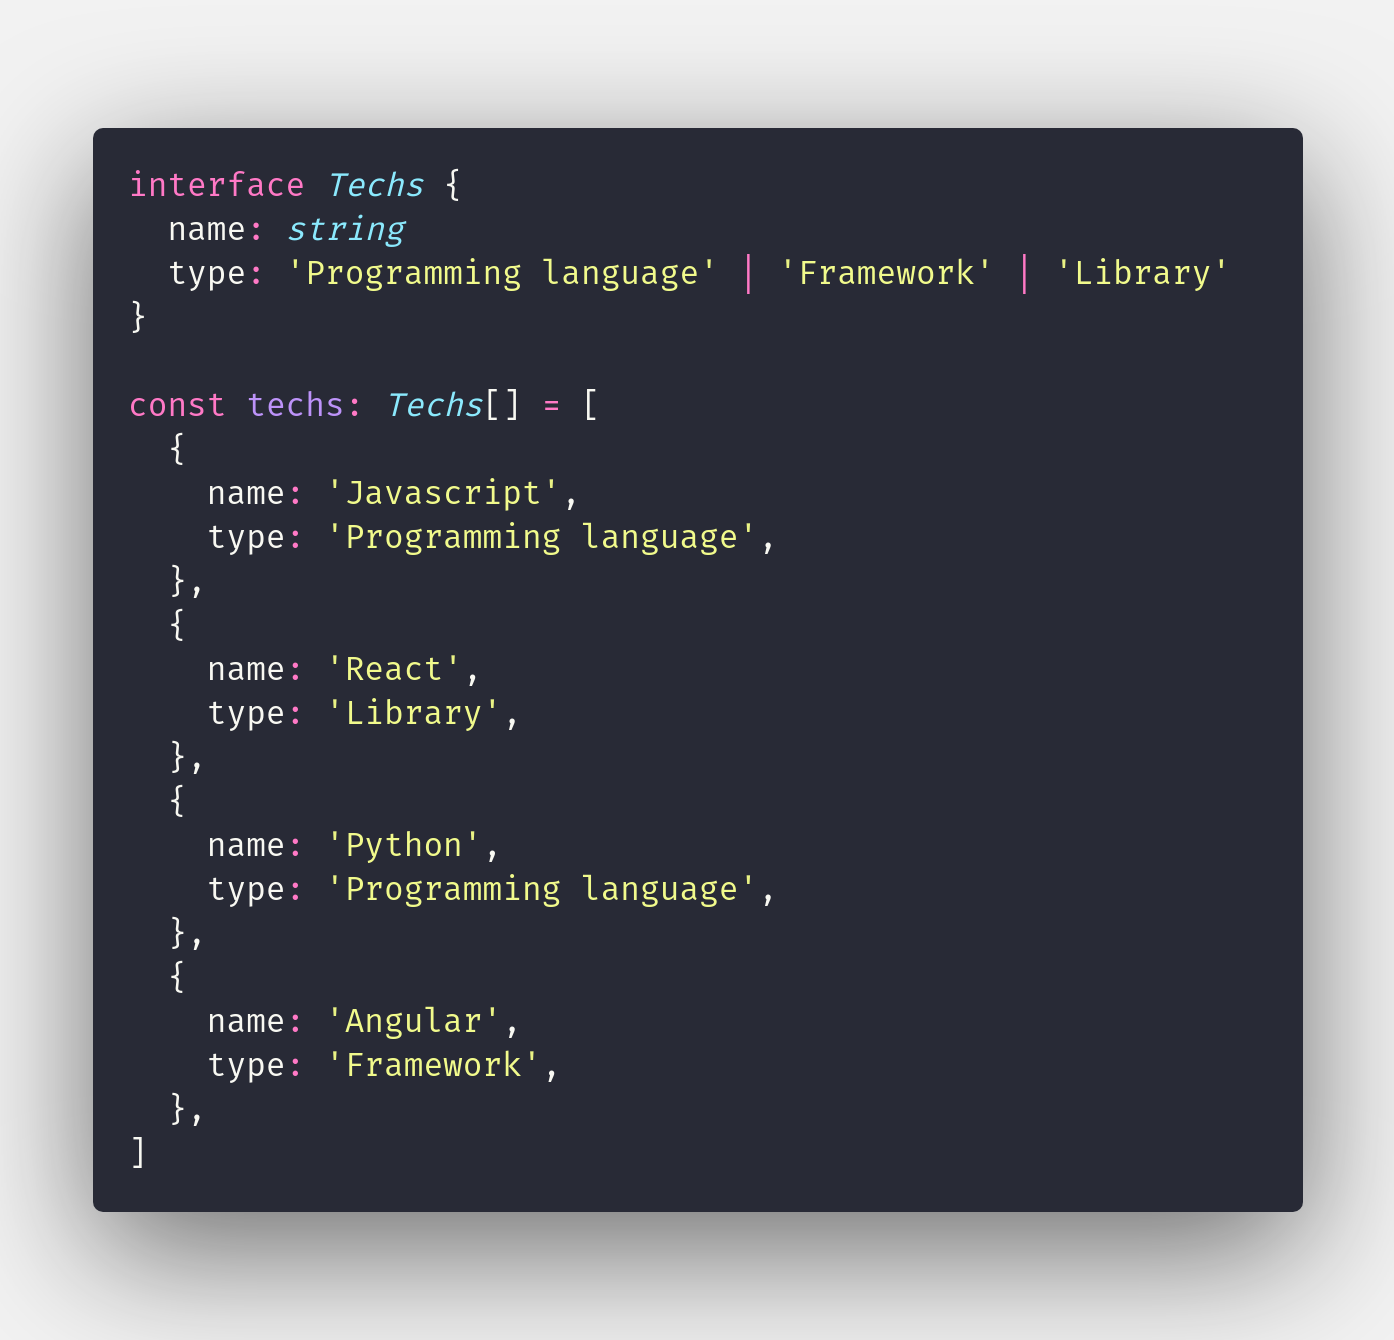 interface Techs {
  name: string
  type: 'Programming language' | 'Framework' | 'Library'
}

const techs: Techs[] = [
  {
    name: 'Javascript',
    type: 'Programming language',
  },
  {
    name: 'React',
    type: 'Library',
  },
  {
    name: 'Python',
    type: 'Programming language',
  },
  {
    name: 'Angular',
    type: 'Framework',
  },
]